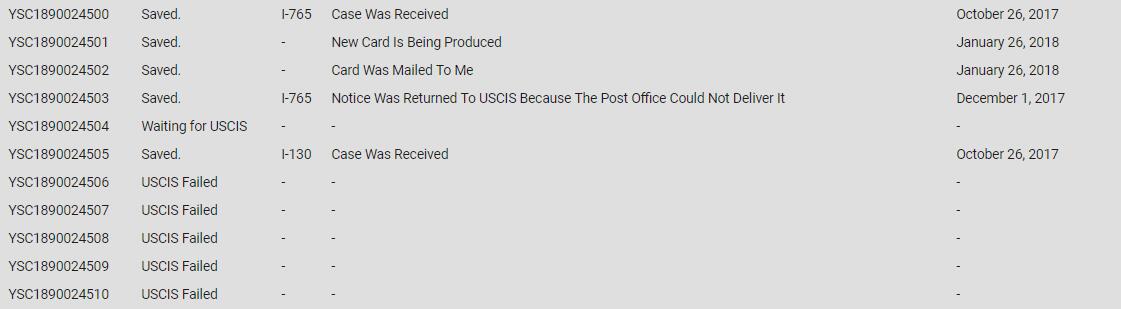 YSC1890024500 Saved. I-765 Case Was Received October 26, 2017
YSC1890024501 Saved. - New Card Is Being Produced January 26, 2018
YSC1890024502 Saved. - Card Was Mailed To Me January 26, 2018
YSC1890024503 Saved. I-765 Notice Was Returned To USCIS Because The Post Office Could Not Deliver It December 1, 2017
YSC1890024504 Waiting for USCIS - - -
YSC1890024505 Saved. I-130 Case Was Received October 26, 2017
YSC1890024506 USCIS Failed - - -
YSC1890024507 USCIS Failed - - -
YSC1890024508 USCIS Failed - - -
YSC1890024509 USCIS Failed - - -
YSC1890024510 USCIS Failed - - -